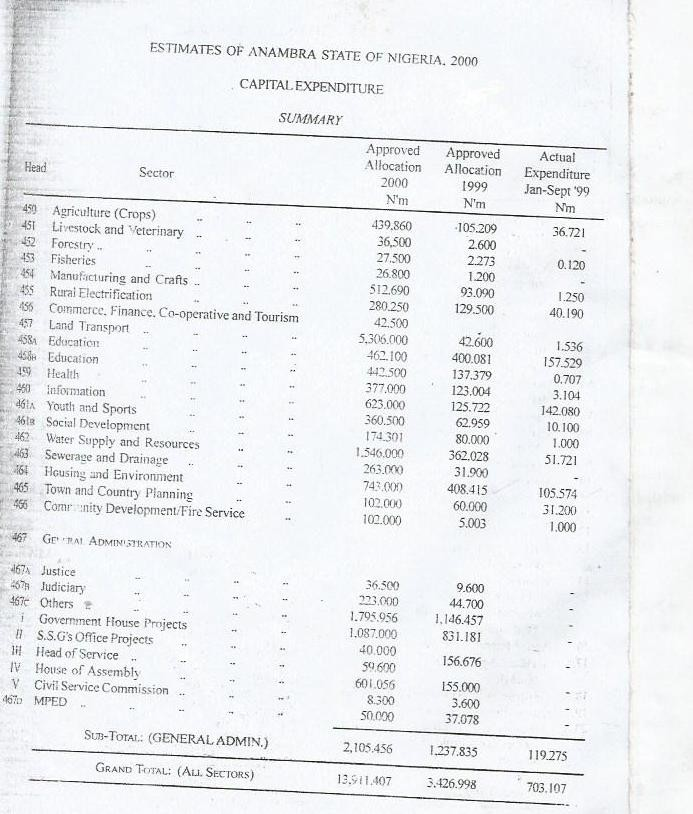 ESTIMATES OF ANAMBRA STATE OF NIGERIA, 2000
CAPITAL EXPENDITURE
SUMMARY
Head Sector Approved Allocation 2000 N'm Approved Allocation 1999 N'm Actual Expenditure Jan-Sept '99 N'm
450 Agriculture (Crops) .. .. .. 439.860 105.209 36.721
451 Livestock and Veterinary .. .. .. 36,500 2.600 -
452 Forestry .. .. .. .. 27.500 2.273 0.120
453 Fisheries .. .. .. 26.800 1.200 -
454 Manufacturing and Crafts .. .. .. 512.690 93.090 1.250
455 Rural Electrification .. .. .. 280.250 129.500 40.190
456 Commerce, Finance, Co-operative and Tourism 42.500 -
457 Land Transport .. .. .. .. 5,306.000 42.600 1.536
458A Education .. .. .. 462.100 400.081 157.529
458B Education .. .. .. 442.500 137.379 0.707
459 Health .. .. .. 377.000 123.004 3.104
460 Information .. .. .. 623.000 125.722 142.080
461A Youth and Sports .. .. .. 360.500 62.959 10.100
461B Social Development .. .. .. 174.301 80.000 1.000
462 Water Supply and Resources .. .. 1.546.000 362.028 51.721
463 Sewerage and Drainage .. .. .. 263.000 31.900 -
464 Housing and Environment .. .. 743.000 408.415 105.574
465 Town and Country Planning .. .. 102.000 60.000 31.200
466 Community Development/Fire Service .. 102.000 5.003 1.000
467 GENERAL ADMINISTRATION
467A Justice .. .. .. 36.500 9.600 -
467B Judiciary .. .. .. 223.000 44.700 -
467C Others .. .. .. 1.795.956 1,146.457 -
i Government House Projects .. .. 1.087.000 831.181 -
II S.S.G's Office Projects .. .. 40.000 156.676 -
III Head of Service .. .. .. 59.600 -
IV House of Assembly .. .. .. 601.056 155.000 -
V Civil Service Commission .. .. .. 8.300 3.600 -
467D MPED .. .. .. .. 50.000 37.078 -
SUB-TOTAL: (GENERAL ADMIN.) 2,105.456 1,237.835 119.275
GRAND TOTAL: (ALL SECTORS) 13,911.407 3.426.998 703.107